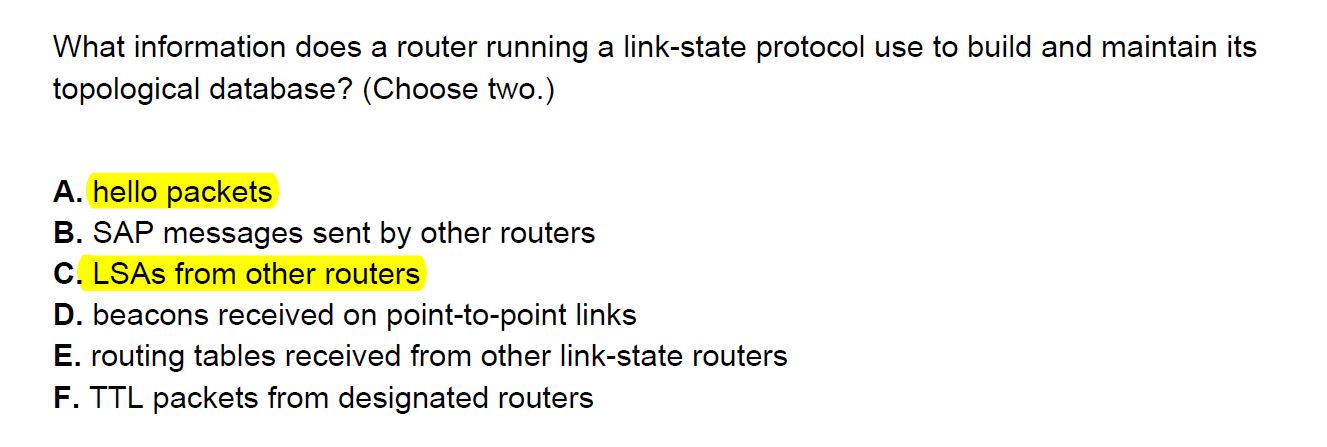 What information does a router running a link-state protocol use to build and maintain its
topological database? (Choose two.)
A. hello packets
B. SAP messages sent by other routers
C. LSAs from other routers
D. beacons received on point-to-point links
E. routing tables received from other link-state routers
F. TTL packets from designated routers